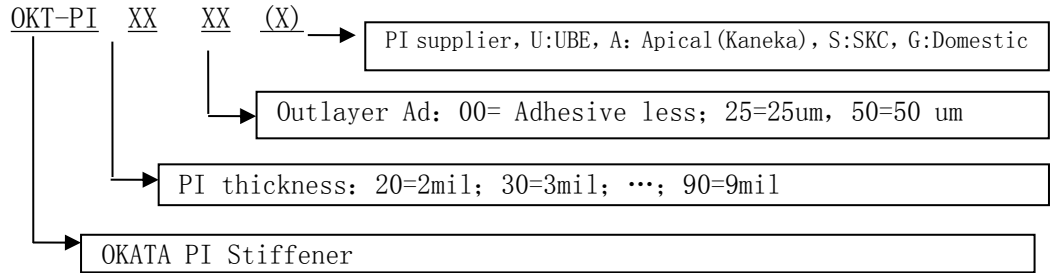 OKT-PI XX XX (X)
PI supplier, U:UBE, A: Apical(Kaneka), S:SKC, G:Domestic
Outlayer Ad: 00= Adhesive less; 25=25um, 50=50 um
PI thickness: 20=2mil; 30=3mil; …; 90=9mil
OKATA PI Stiffener